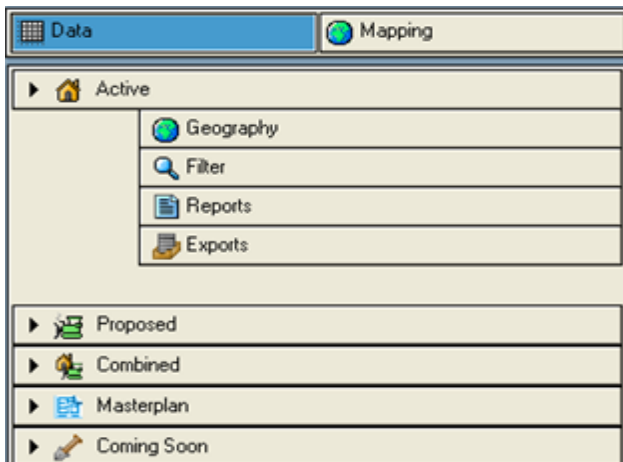 Data
Mapping
Active
Geography
Filter
Reports
Exports
Proposed
Combined
Masterplan
Coming Soon